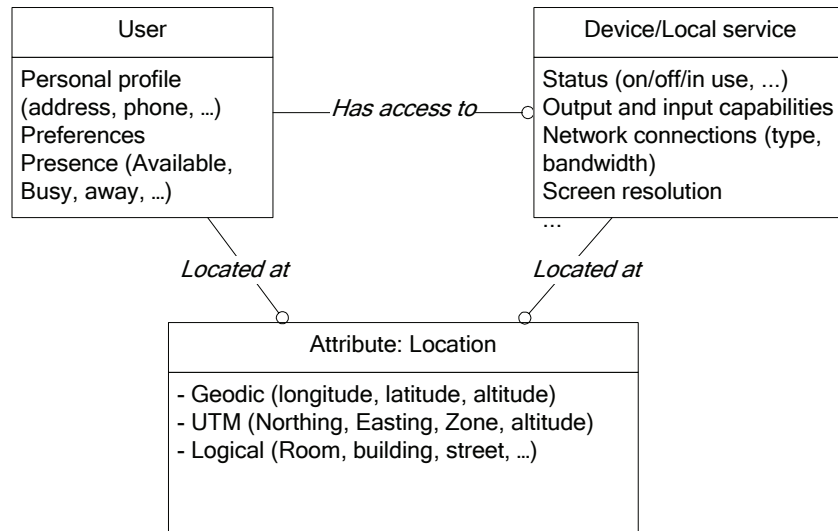 User
Personal profile
(address, phone, ...)
Preferences
Presence (Available,
Busy, away, ...)
Has access to
Device/Local service
Status (on/off/in use, ...)
Output and input capabilities
Network connections (type,
bandwidth)
Screen resolution
...
Located at
Located at
Attribute: Location
- Geodic (longitude, latitude, altitude)
- UTM (Northing, Easting, Zone, altitude)
- Logical (Room, building, street, ...)